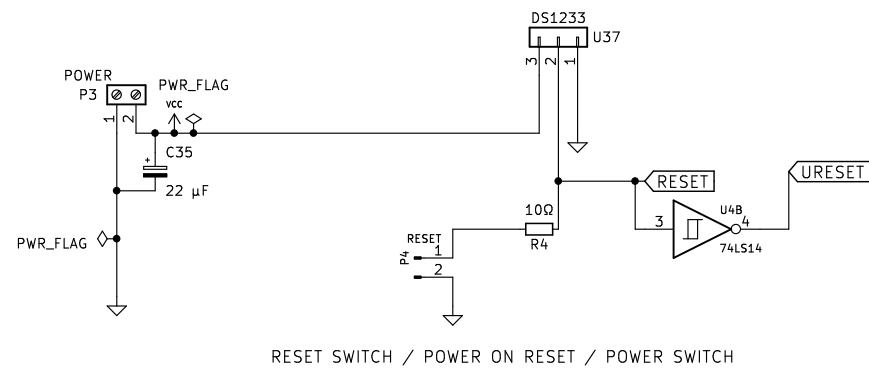 DS1233
U37
3 2 1
POWER
P3
PWR_FLAG
VCC
1 2
C35
+
22 µF
RESET
URESET
10Ω
R4
U4B
3
4
74LS14
PWR_FLAG
RESET
P4
1
2
RESET SWITCH / POWER ON RESET / POWER SWITCH